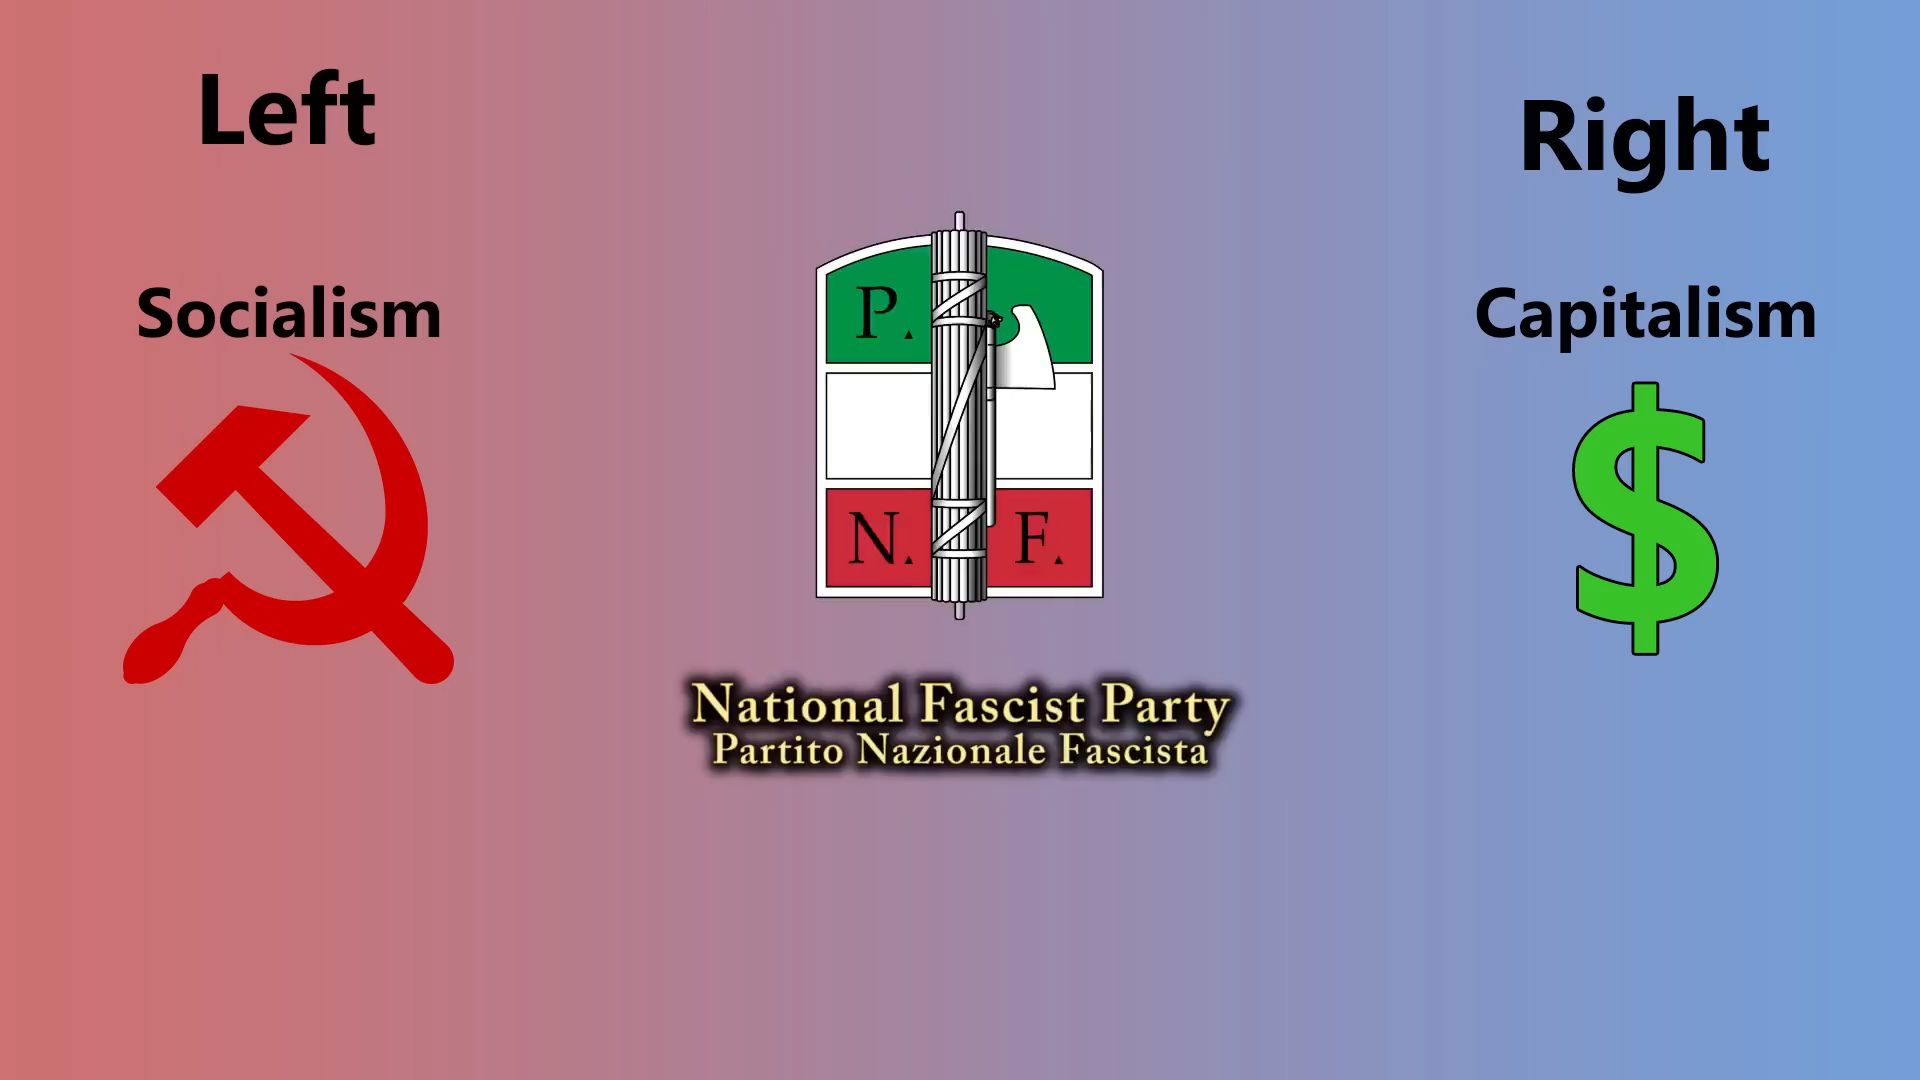 Left
Right
Socialism
Capitalism
$
P.
N. F.
National Fascist Party
Partito Nazionale Fascista